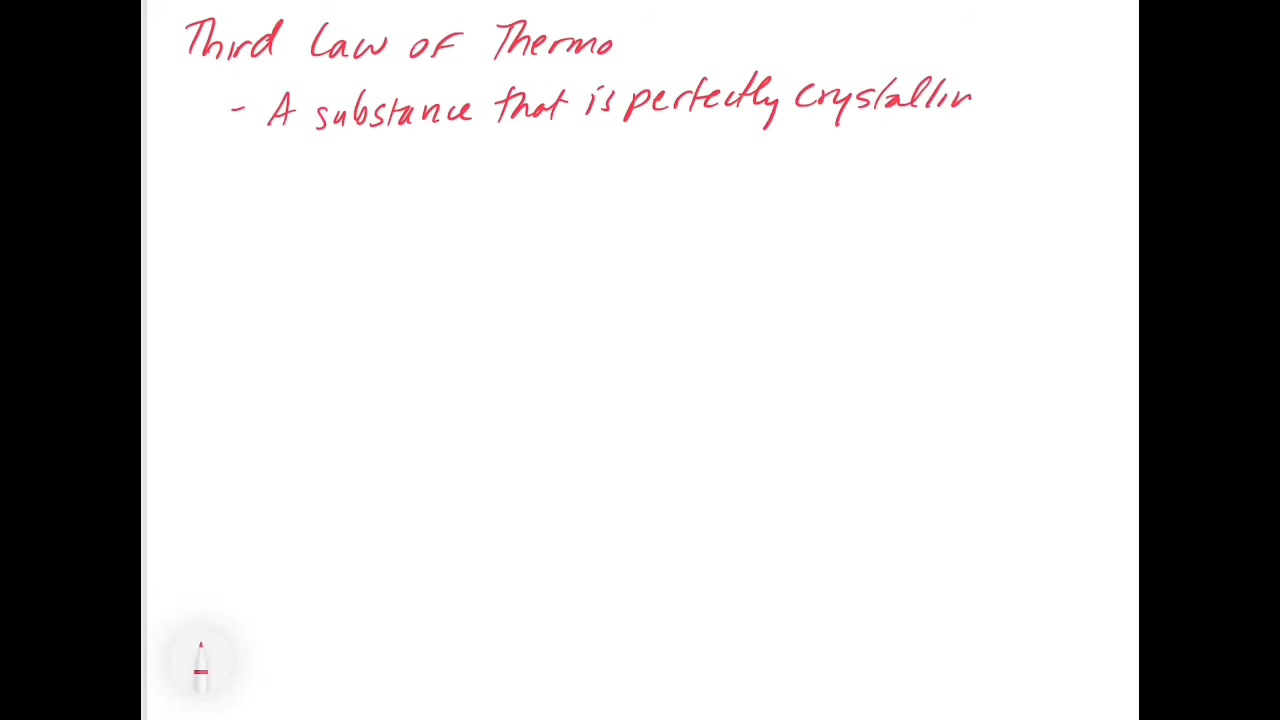 Third Law of Thermo
- A substance that is perfectly crystallin